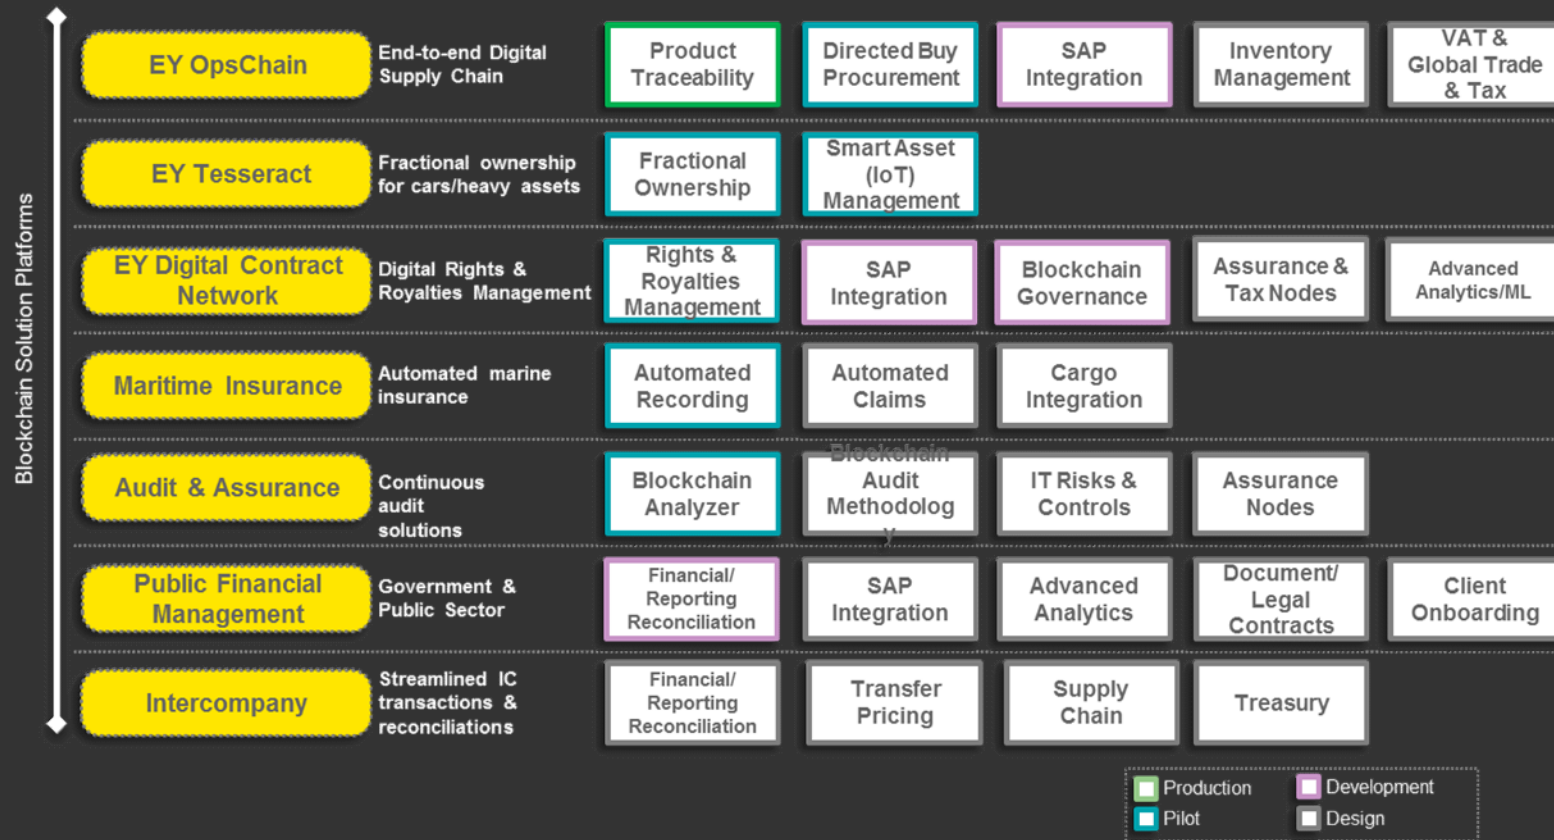 Blockchain Solution Platforms
EY OpsChain
End-to-end Digital
Supply Chain
Product
Traceability
Directed Buy
Procurement
SAP
Integration
Inventory
Management
VAT &
Global Trade
& Tax
EY Tesseract
Fractional ownership
for cars/heavy assets
Fractional
Ownership
Smart Asset
(IoT)
Management
EY Digital Contract
Network
Digital Rights &
Royalties Management
Rights &
Royalties
Management
SAP
Integration
Blockchain
Governance
Assurance &
Tax Nodes
Advanced
Analytics/ML
Maritime Insurance
Automated marine
insurance
Automated
Recording
Automated
Claims
Cargo
Integration
Audit & Assurance
Continuous
audit
solutions
Blockchain
Analyzer
Blockchain
Audit
Methodolog
y
IT Risks &
Controls
Assurance
Nodes
Public Financial
Management
Government &
Public Sector
Financial/
Reporting
Reconciliation
SAP
Integration
Advanced
Analytics
Document/
Legal
Contracts
Client
Onboarding
Intercompany
Streamlined IC
transactions &
reconciliations
Financial/
Reporting
Reconciliation
Transfer
Pricing
Supply
Chain
Treasury
Production
Development
Pilot
Design